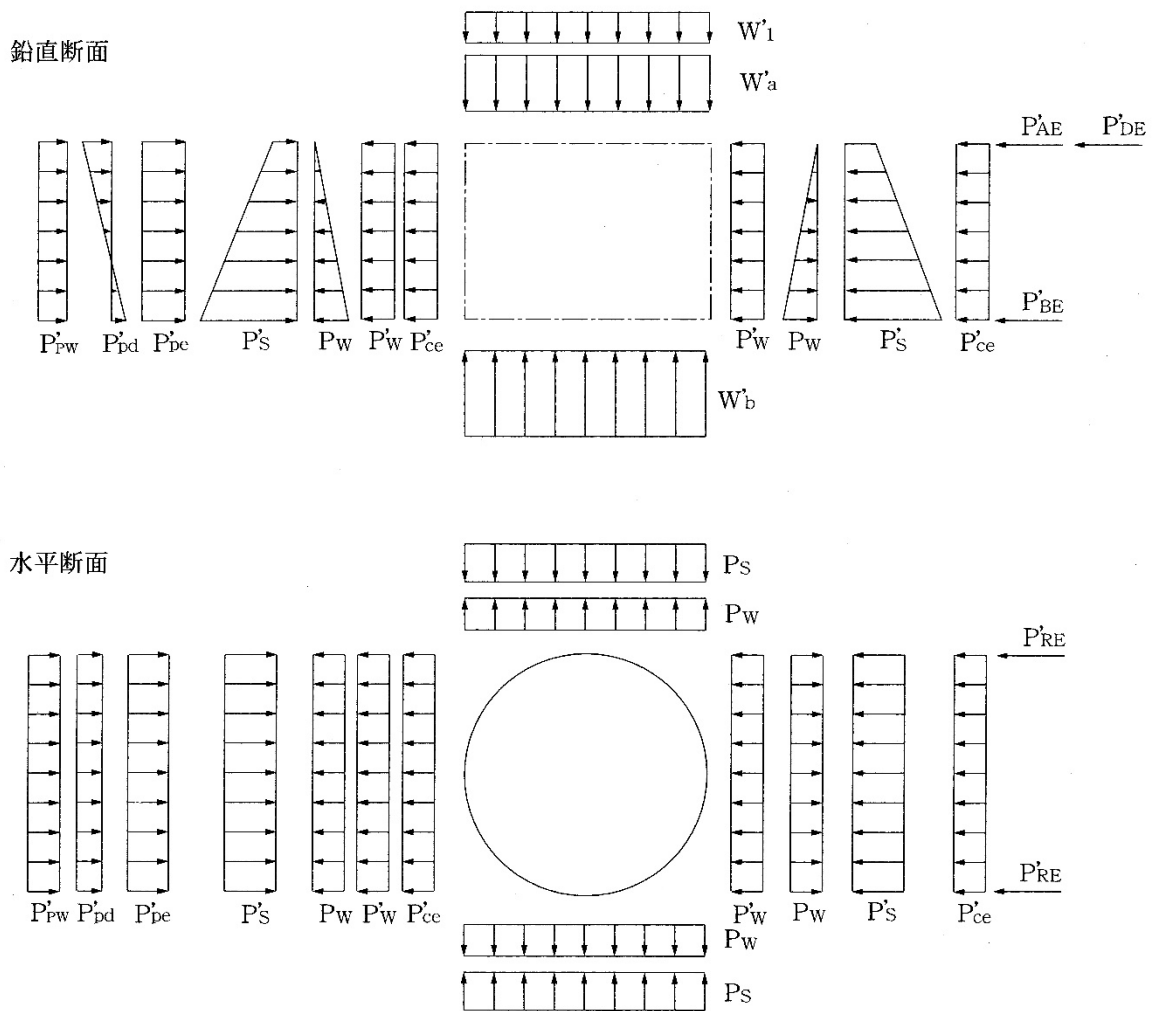 鉛直断面
W'1
W'a
P'AE P'DE
P'BE
P'PW P'pd P'pe P'S PW P'W P'ce P'W PW P'S P'ce
W'b
水平断面
PS
PW
P'RE
P'RE
P'PW P'pd P'pe P'S PW P'W P'ce P'W PW P'S P'ce
PW
PS